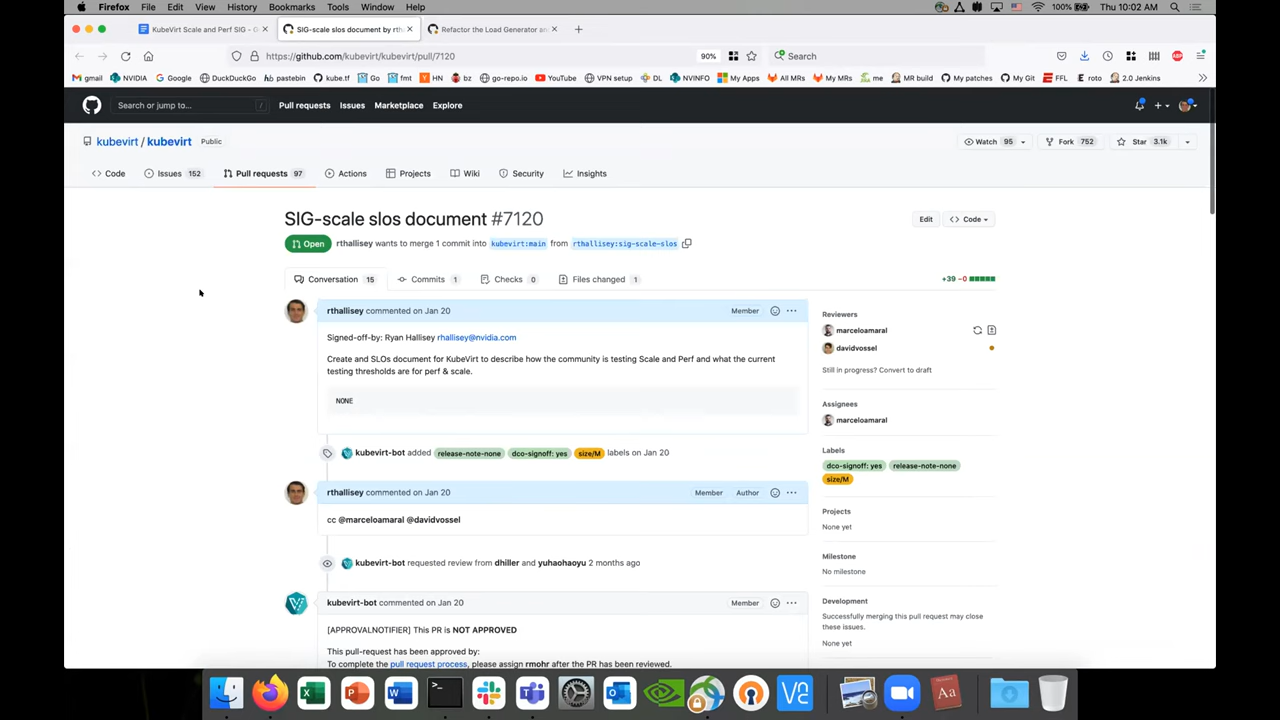 Firefox File Edit View History Bookmarks Tools Window Help 100% Thu 10:02 AM
KubeVirt Scale and Perf SIG - SIG-scale slos document by rth Refactor the Load Generator an
https://github.com/kubevirt/kubevirt/pull/7120 90% Search
gmail NVIDIA Google DuckDuckGo pastebin kube.tf Go fmt HN bz go-repo.io YouTube VPN setup DL NVINFO My Apps All MRs My MRs me MR build My patches My Git FFL roto 2.0 Jenkins
Search or jump to... / Pull requests Issues Marketplace Explore
kubevirt / kubevirt Public Watch 95 Fork 752 Star 3.1k
Code Issues 152 Pull requests 97 Actions Projects Wiki Security Insights
SIG-scale slos document #7120 Edit Code
Open rthallisey wants to merge 1 commit into kubevirt:main from rthallisey:sig-scale-slos
Conversation 15 Commits 1 Checks 0 Files changed 1 +39 −0
rthallisey commented on Jan 20 Member
Signed-off-by: Ryan Hallisey rhallisey@nvidia.com
Create and SLOs document for KubeVirt to describe how the community is testing Scale and Perf and what the current
testing thresholds are for perf & scale.
NONE
kubevirt-bot added release-note-none dco-signoff: yes size/M labels on Jan 20
rthallisey commented on Jan 20 Member Author
cc @marceloamaral @davidvossel
kubevirt-bot requested review from dhiller and yuhaohaoyu 2 months ago
kubevirt-bot commented on Jan 20 Member
[APPROVALNOTIFIER] This PR is NOT APPROVED
This pull-request has been approved by:
To complete the pull request process, please assign rmohr after the PR has been reviewed.
Reviewers
marceloamaral
davidvossel
Still in progress? Convert to draft
Assignees
marceloamaral
Labels
dco-signoff: yes release-note-none
size/M
Projects
None yet
Milestone
No milestone
Development
Successfully merging this pull request may close
these issues.
None yet